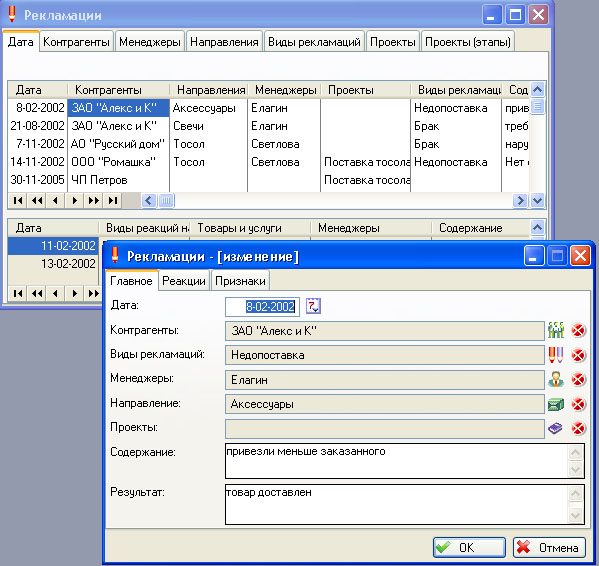 Рекламации
Дата Контрагенты Менеджеры Направления Виды рекламаций Проекты Проекты (этапы)
Дата Контрагенты Направления Менеджеры Проекты Виды рекламаци Сод
8-02-2002 ЗАО "Алекс и К" Аксессуары Елагин Недопоставка прив
21-08-2002 ЗАО "Алекс и К" Свечи Елагин Брак треб
7-11-2002 АО "Русский дом" Тосол Светлова Брак нару
14-11-2002 ООО "Ромашка" Тосол Светлова Поставка тосола Недопоставка Нет с
30-11-2005 ЧП Петров Поставка тосола
Дата Виды реакций на Товары и услуги Менеджеры Содержание
11-02-2002
13-02-2002
Рекламации - [изменение]
Главное Реакции Признаки
Дата: 8-02-2002
Контрагенты: ЗАО "Алекс и К"
Виды рекламаций: Недопоставка
Менеджеры: Елагин
Направление: Аксессуары
Проекты:
Содержание: привезли меньше заказанного
Результат: товар доставлен
OK Отмена